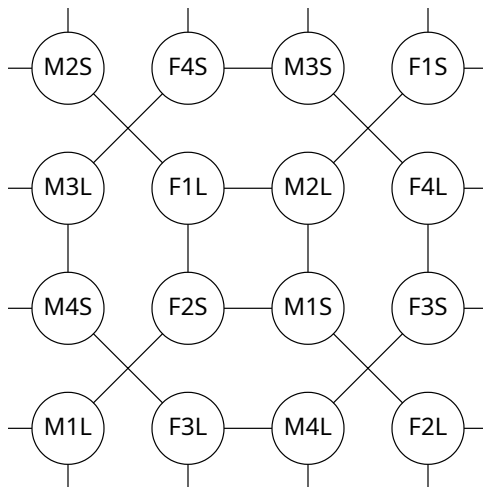 M2S F4S M3S F1S
M3L F1L M2L F4L
M4S F2S M1S F3S
M1L F3L M4L F2L